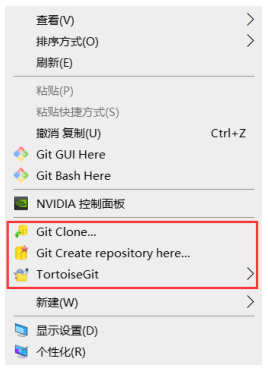 查看(V)
排序方式(O)
刷新(E)
粘贴(P)
粘贴快捷方式(S)
撤消 复制(U) Ctrl+Z
Git GUI Here
Git Bash Here
NVIDIA 控制面板
Git Clone...
Git Create repository here...
TortoiseGit
新建(W)
显示设置(D)
个性化(R)